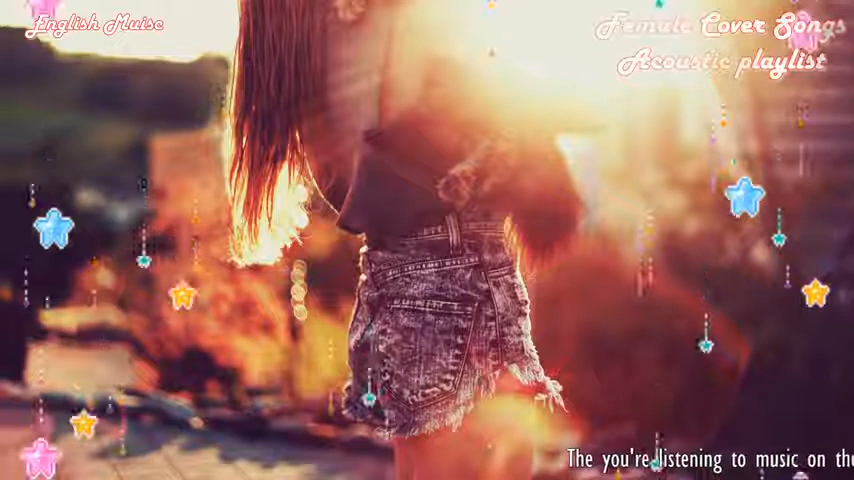 English Muisc
Female Cover Songs
Acoustic playlist
The you're listening to music on the